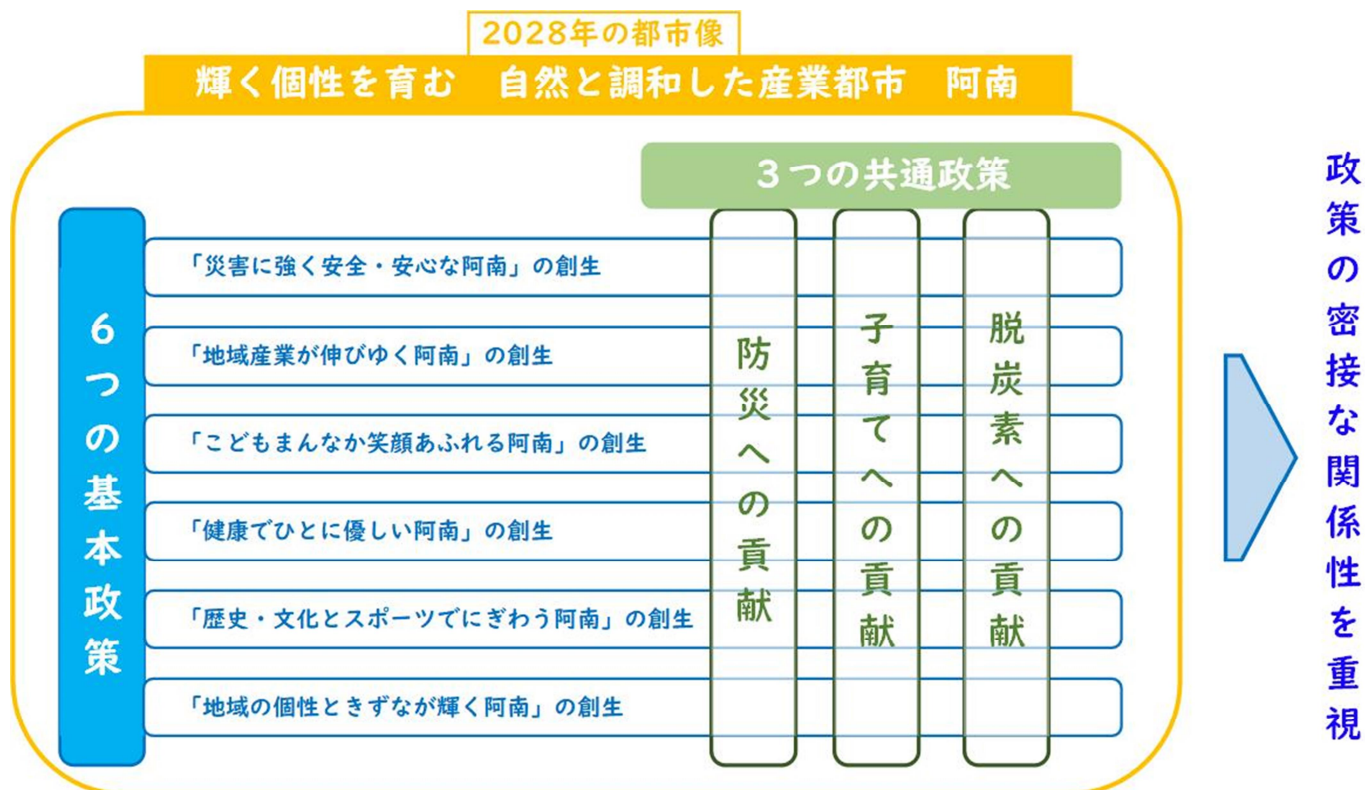 2028年の都市像
輝く個性を育む　自然と調和した産業都市　阿南
3つの共通政策
6つの基本政策
「災害に強く安全・安心な阿南」の創生
「地域産業が伸びゆく阿南」の創生
「こどもまんなか笑顔あふれる阿南」の創生
「健康でひとに優しい阿南」の創生
「歴史・文化とスポーツでにぎわう阿南」の創生
「地域の個性ときずなが輝く阿南」の創生
防災への貢献
子育てへの貢献
脱炭素への貢献
政策の密接な関係性を重視